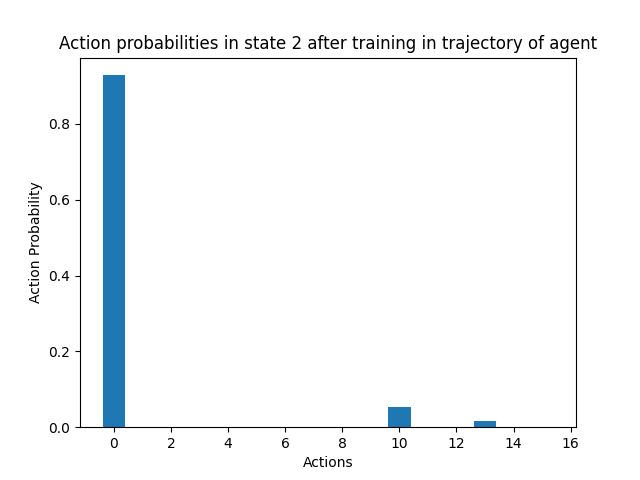 Action probabilities in state 2 after training in trajectory of agent
Action Probability
0.8
0.6
0.4
0.2
0.0
0 2 4 6 8 10 12 14 16
Actions